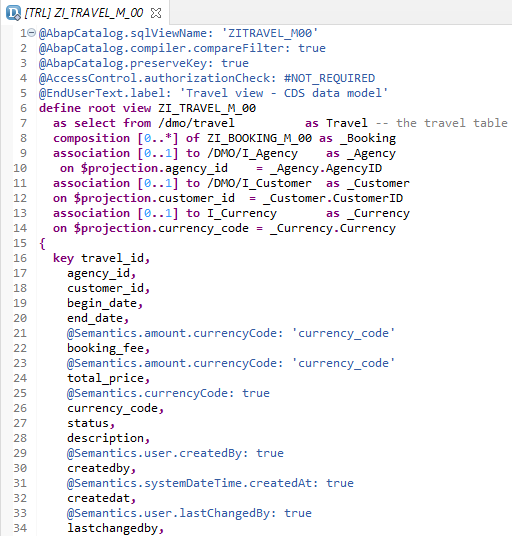 [TRL] ZI_TRAVEL_M_00
1 @AbapCatalog.sqlViewName: 'ZITRAVEL_M00'
2 @AbapCatalog.compiler.compareFilter: true
3 @AbapCatalog.preserveKey: true
4 @AccessControl.authorizationCheck: #NOT_REQUIRED
5 @EndUserText.label: 'Travel view - CDS data model'
6 define root view ZI_TRAVEL_M_00
7 as select from /dmo/travel as Travel -- the travel table
8 composition [0..*] of ZI_BOOKING_M_00 as _Booking
9 association [0..1] to /DMO/I_Agency as _Agency
10 on $projection.agency_id = _Agency.AgencyID
11 association [0..1] to /DMO/I_Customer as _Customer
12 on $projection.customer_id = _Customer.CustomerID
13 association [0..1] to I_Currency as _Currency
14 on $projection.currency_code = _Currency.Currency
15 {
16 key travel_id,
17 agency_id,
18 customer_id,
19 begin_date,
20 end_date,
21 @Semantics.amount.currencyCode: 'currency_code'
22 booking_fee,
23 @Semantics.amount.currencyCode: 'currency_code'
24 total_price,
25 @Semantics.currencyCode: true
26 currency_code,
27 status,
28 description,
29 @Semantics.user.createdBy: true
30 createdby,
31 @Semantics.systemDateTime.createdAt: true
32 createdat,
33 @Semantics.user.lastChangedBy: true
34 lastchangedby,